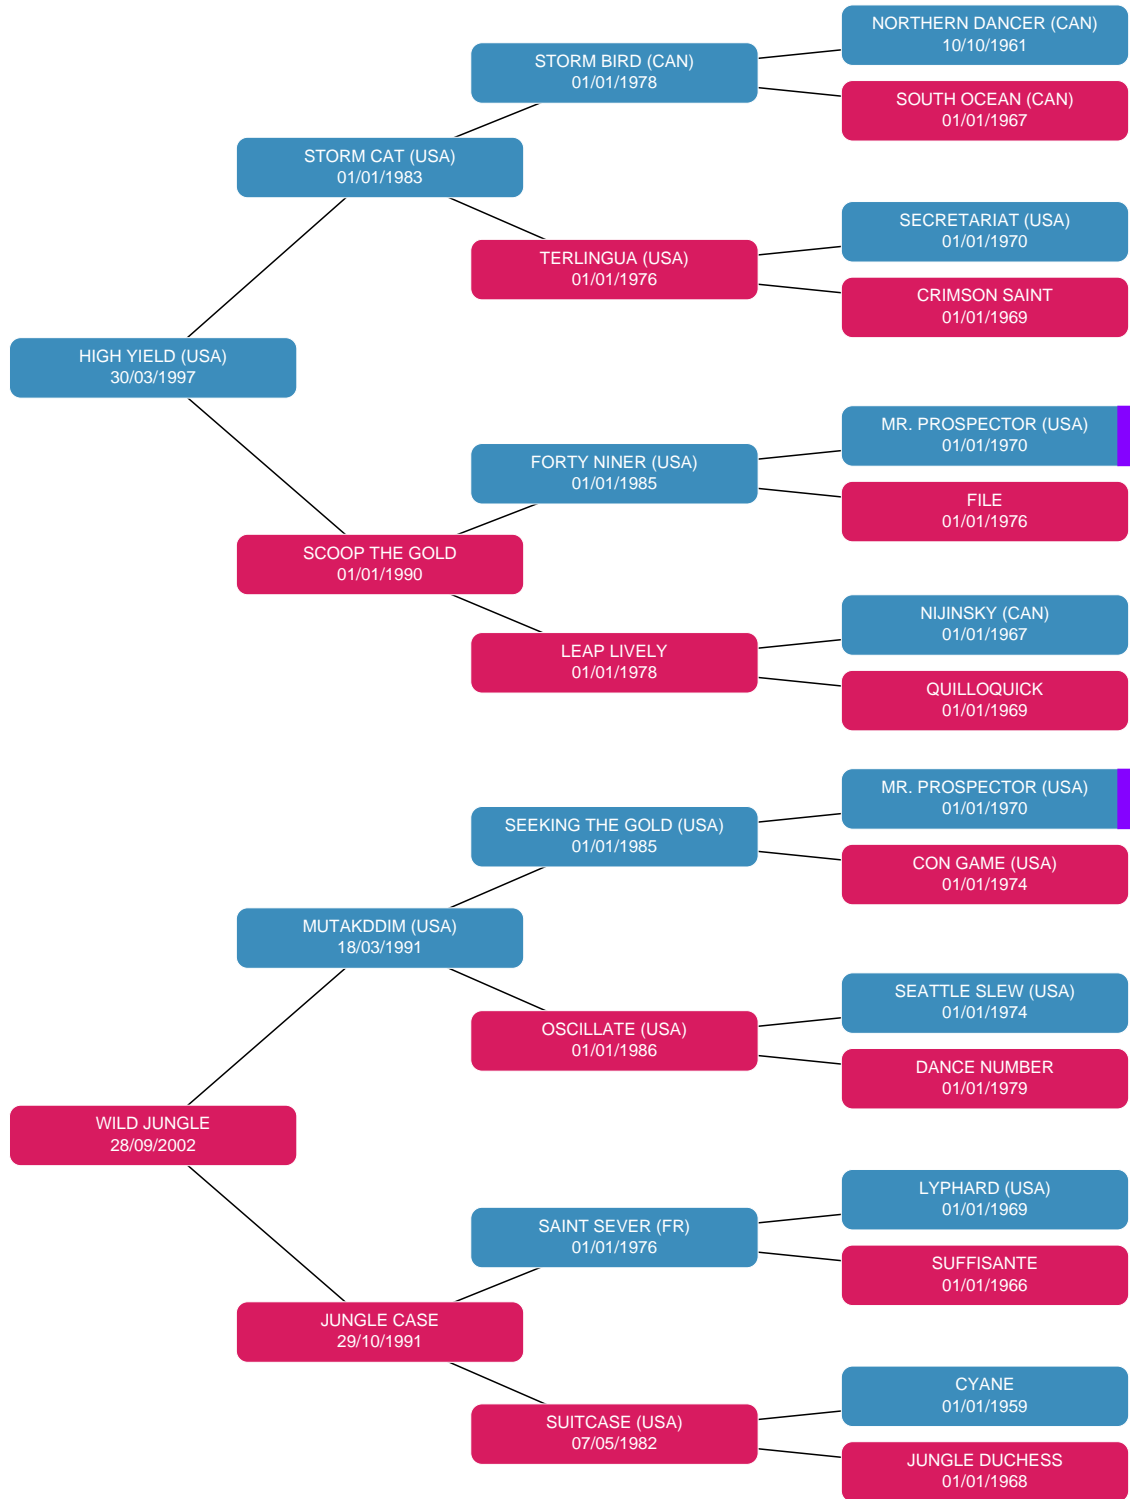 NORTHERN DANCER (CAN)
10/10/1961
STORM BIRD (CAN)
01/01/1978
SOUTH OCEAN (CAN)
01/01/1967
STORM CAT (USA)
01/01/1983
SECRETARIAT (USA)
01/01/1970
TERLINGUA (USA)
01/01/1976
CRIMSON SAINT
01/01/1969
HIGH YIELD (USA)
30/03/1997
MR. PROSPECTOR (USA)
01/01/1970
FORTY NINER (USA)
01/01/1985
FILE
01/01/1976
SCOOP THE GOLD
01/01/1990
NIJINSKY (CAN)
01/01/1967
LEAP LIVELY
01/01/1978
QUILLOQUICK
01/01/1969
MR. PROSPECTOR (USA)
01/01/1970
SEEKING THE GOLD (USA)
01/01/1985
CON GAME (USA)
01/01/1974
MUTAKDDIM (USA)
18/03/1991
SEATTLE SLEW (USA)
01/01/1974
OSCILLATE (USA)
01/01/1986
DANCE NUMBER
01/01/1979
WILD JUNGLE
28/09/2002
LYPHARD (USA)
01/01/1969
SAINT SEVER (FR)
01/01/1976
SUFFISANTE
01/01/1966
JUNGLE CASE
29/10/1991
CYANE
01/01/1959
SUITCASE (USA)
07/05/1982
JUNGLE DUCHESS
01/01/1968